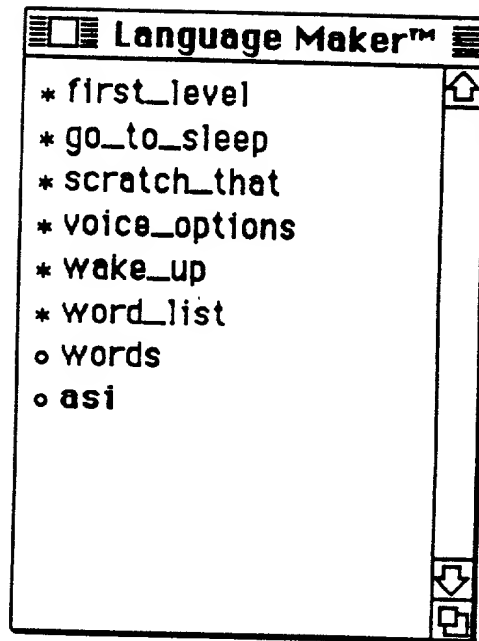 Language Maker™
* first_level
* go_to_sleep
* scratch_that
* voice_options
* wake_up
* word_list
o words
o asi